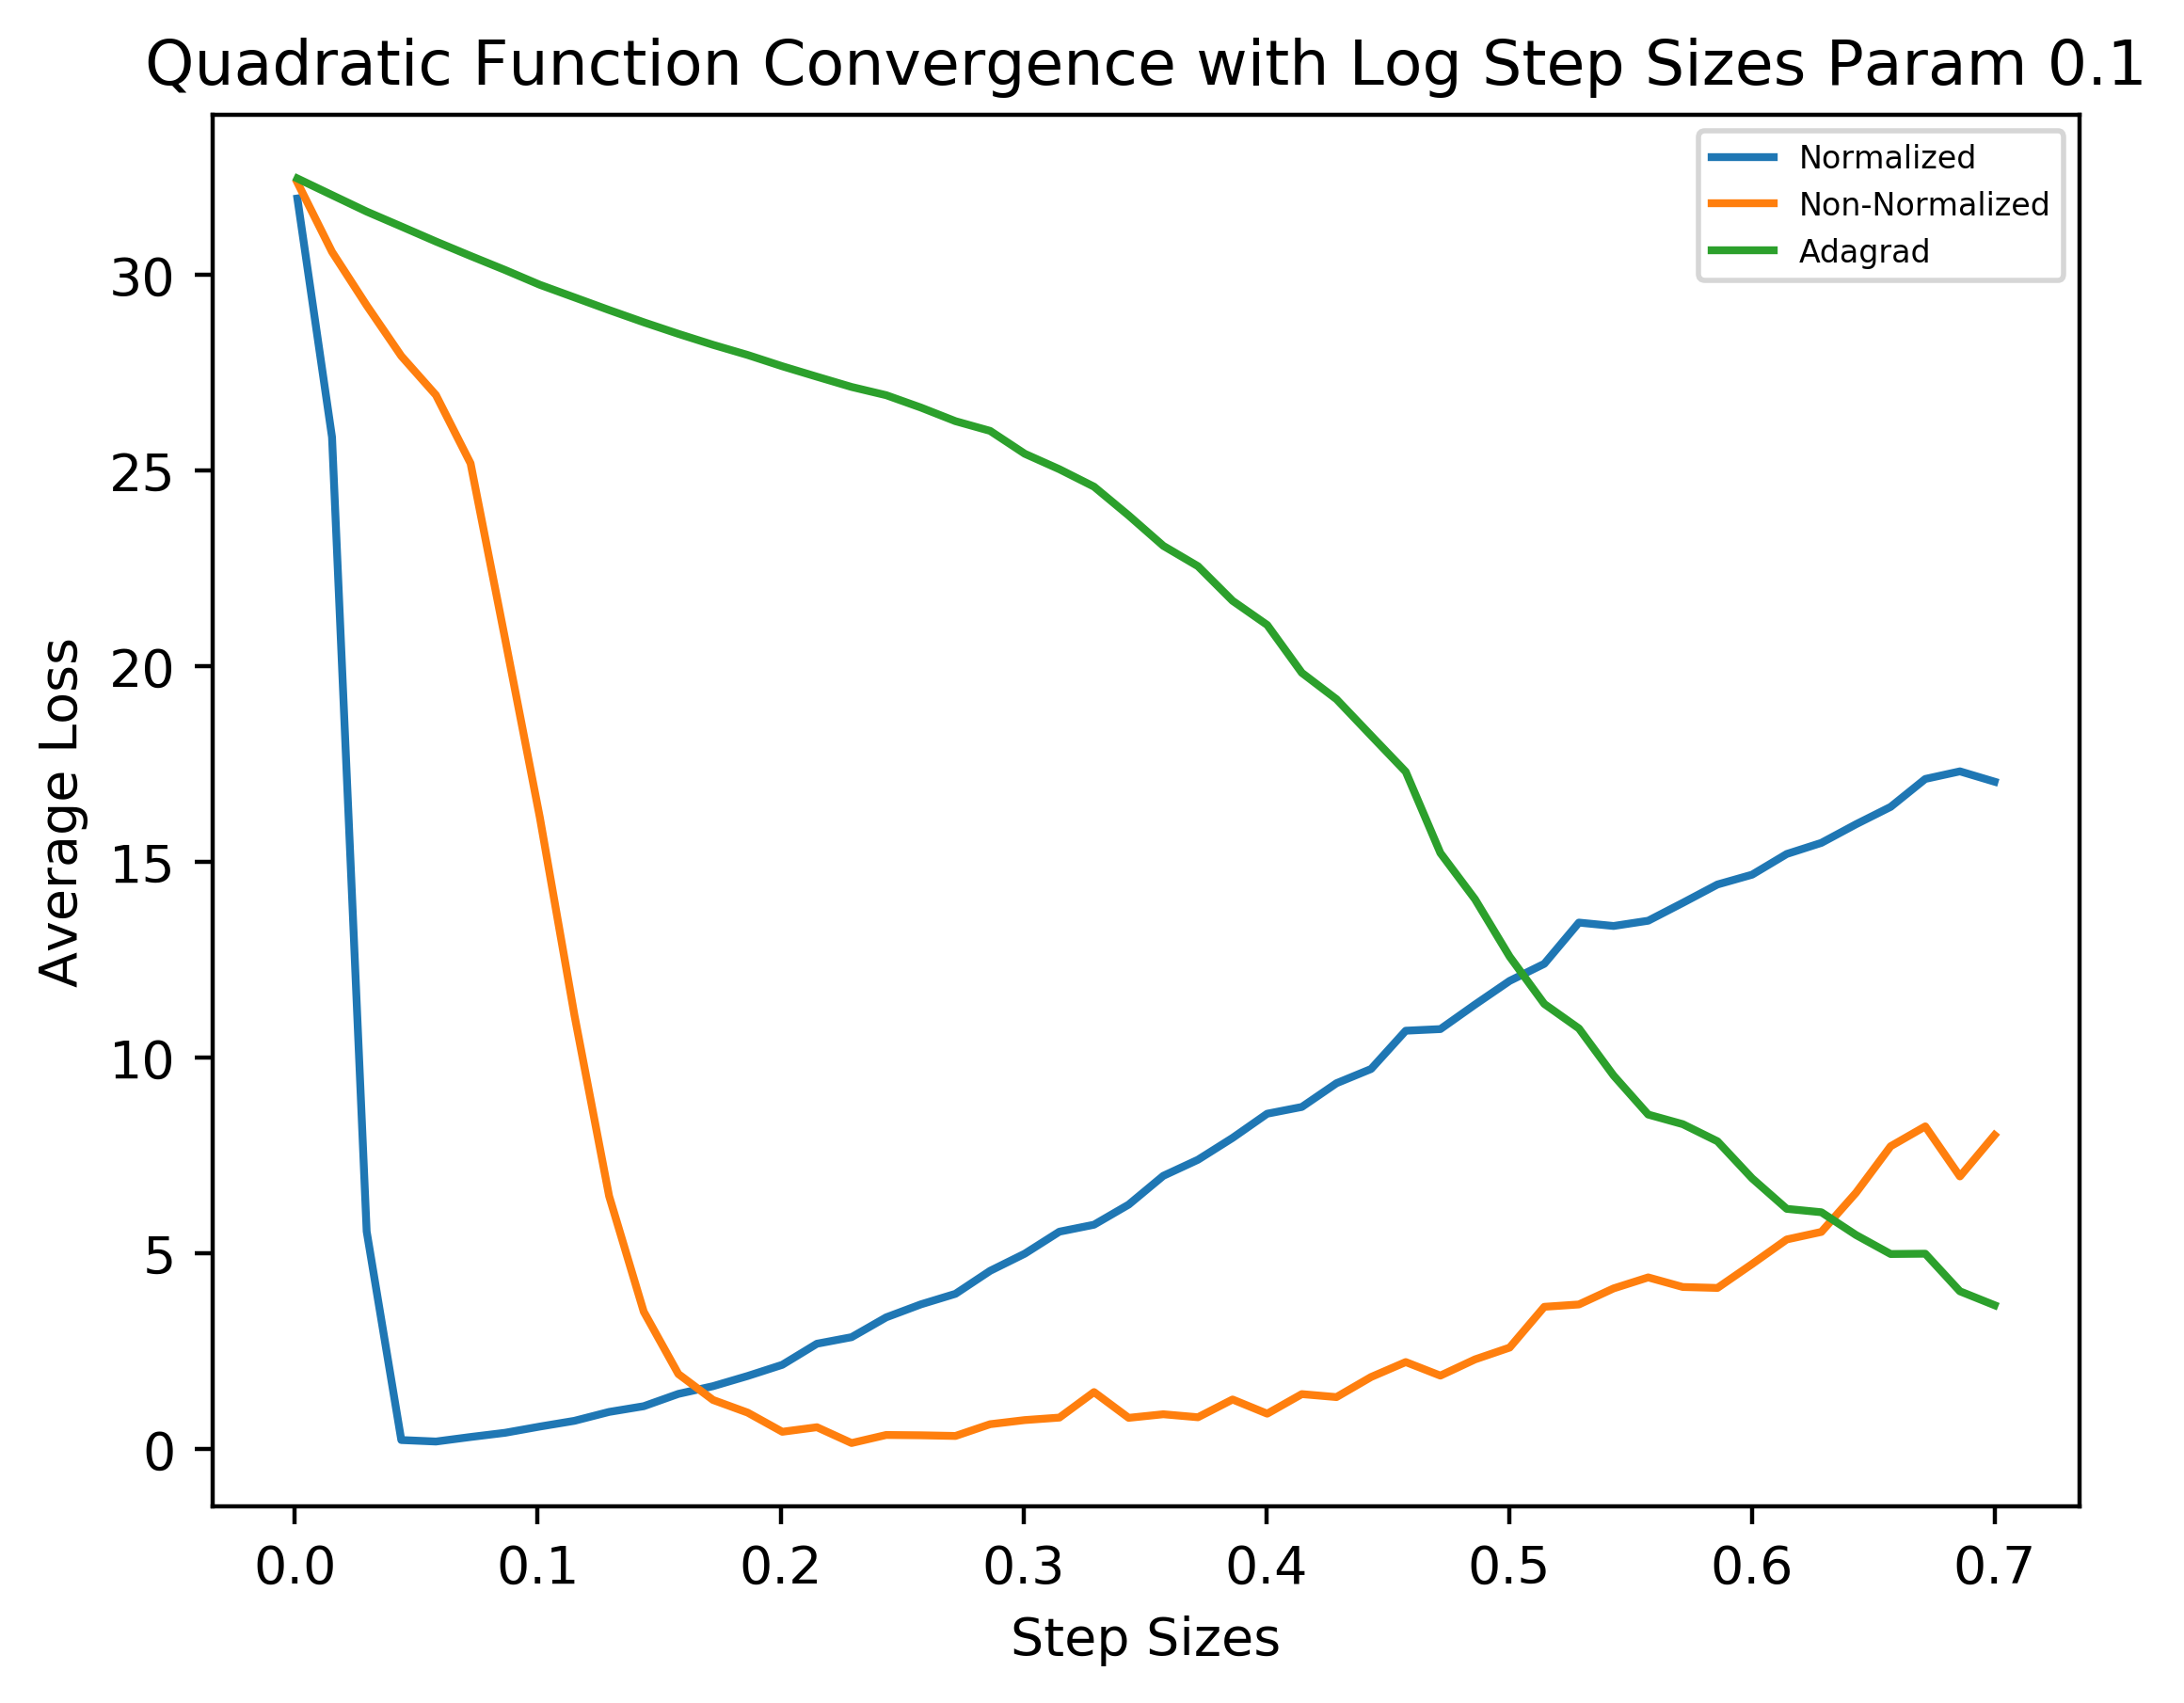 Quadratic Function Convergence with Log Step Sizes Param 0.1
Normalized
Non-Normalized
Adagrad
Average Loss
30
25
20
15
10
5
0
0.0 0.1 0.2 0.3 0.4 0.5 0.6 0.7
Step Sizes